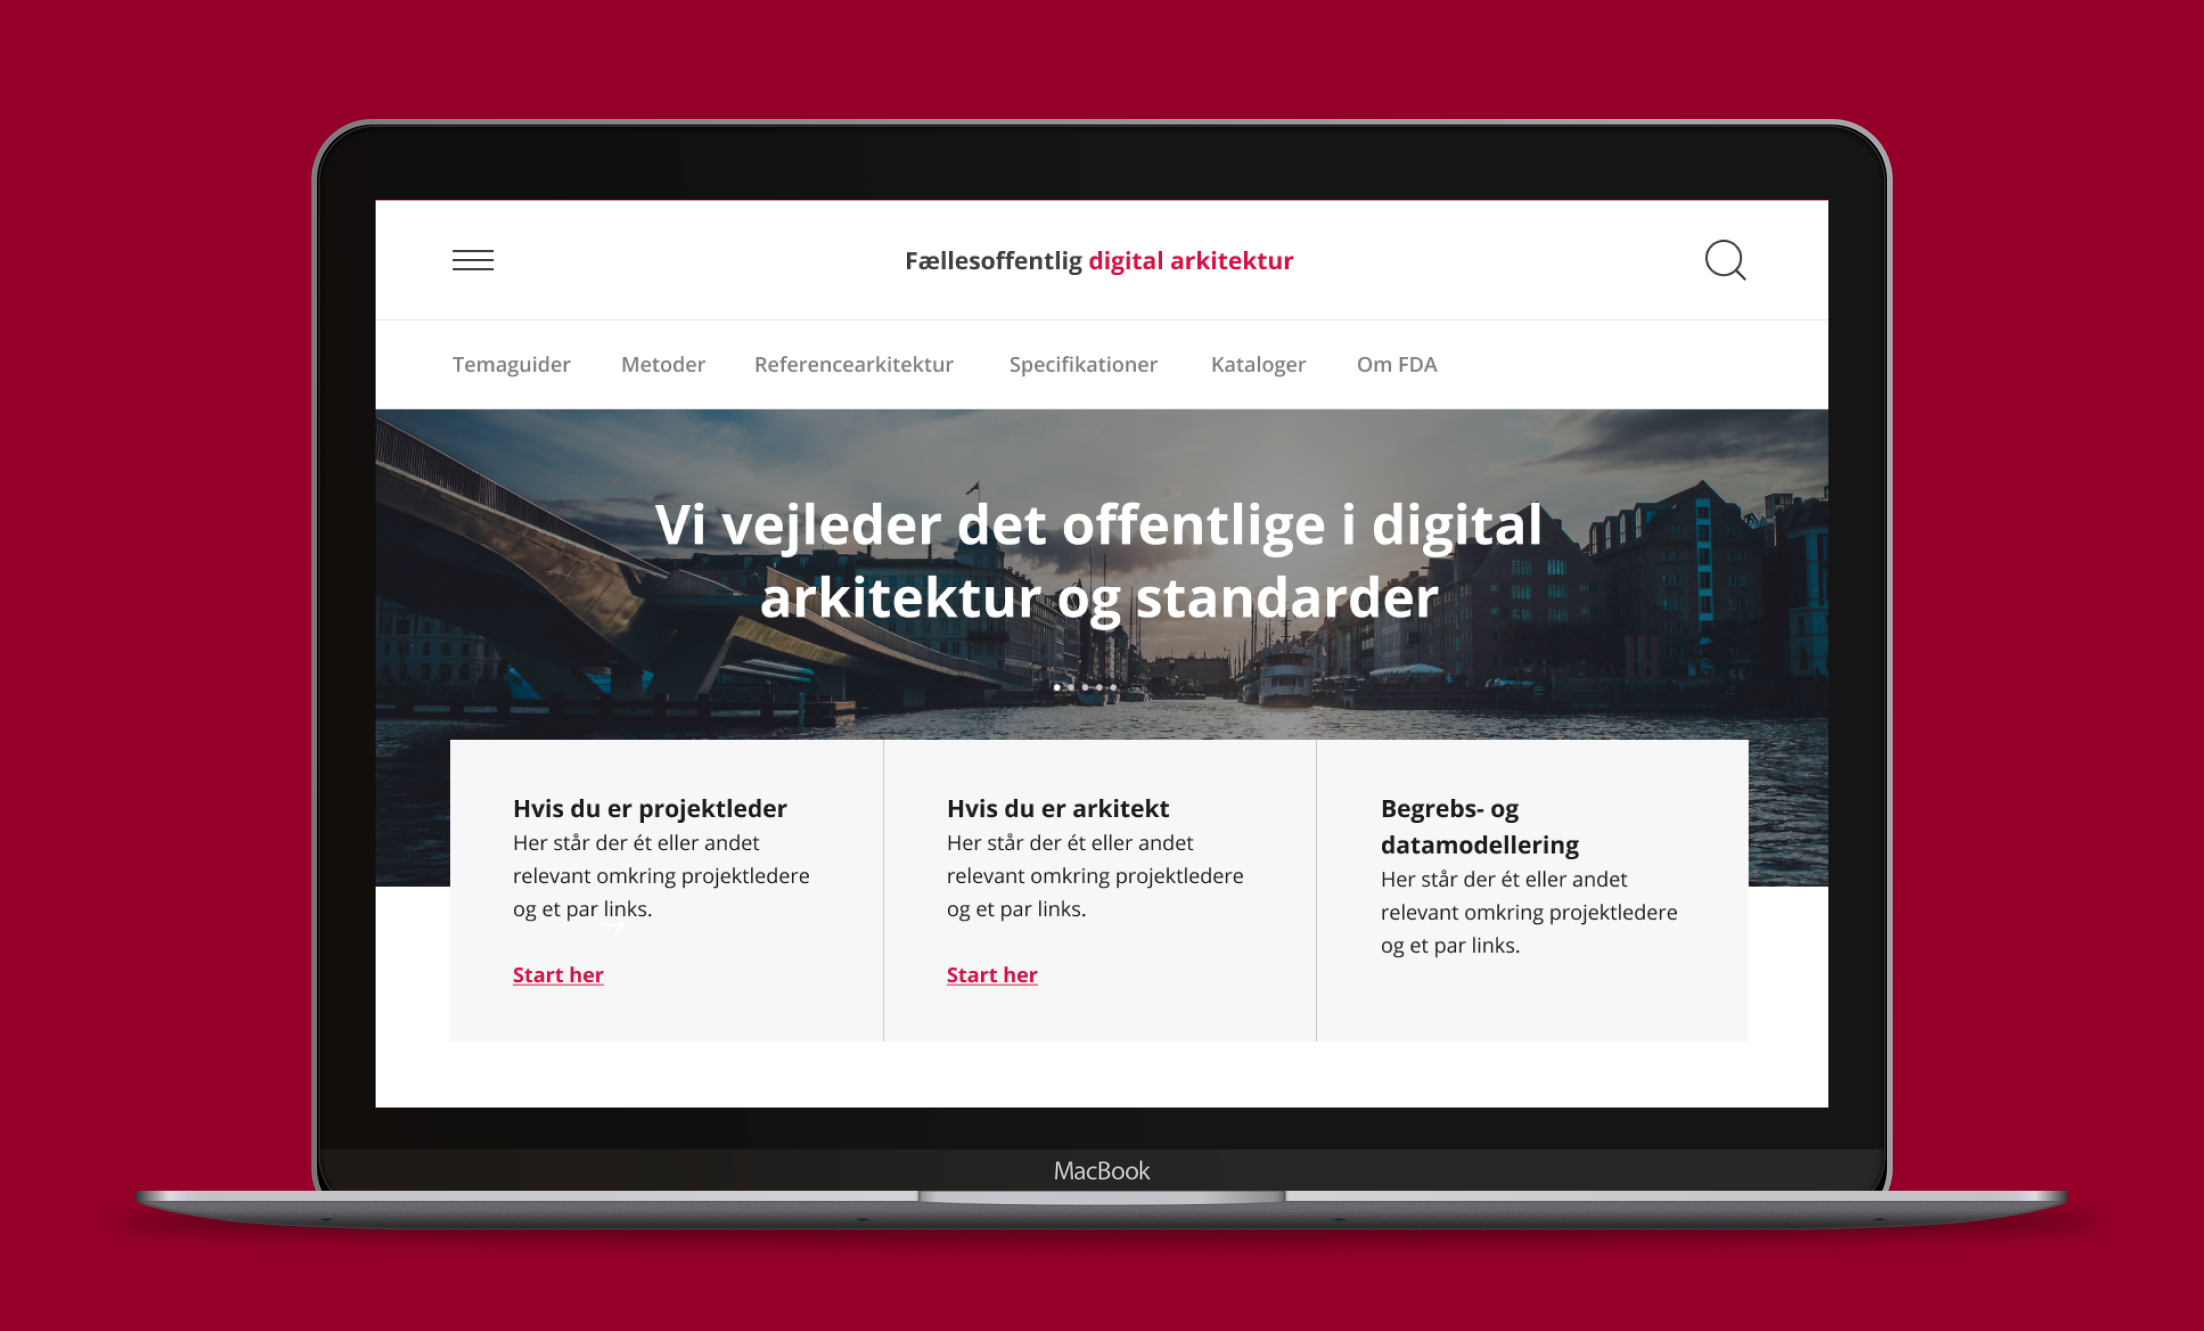 Fællesoffentlig digital arkitektur
Temaguider Metoder Referencearkitektur Specifikationer Kataloger Om FDA
Vi vejleder det offentlige i digital
arkitektur og standarder
Hvis du er projektleder
Her står der ét eller andet
relevant omkring projektledere
og et par links.
Start her
Hvis du er arkitekt
Her står der ét eller andet
relevant omkring projektledere
og et par links.
Start her
Begrebs- og
datamodellering
Her står der ét eller andet
relevant omkring projektledere
og et par links.
MacBook